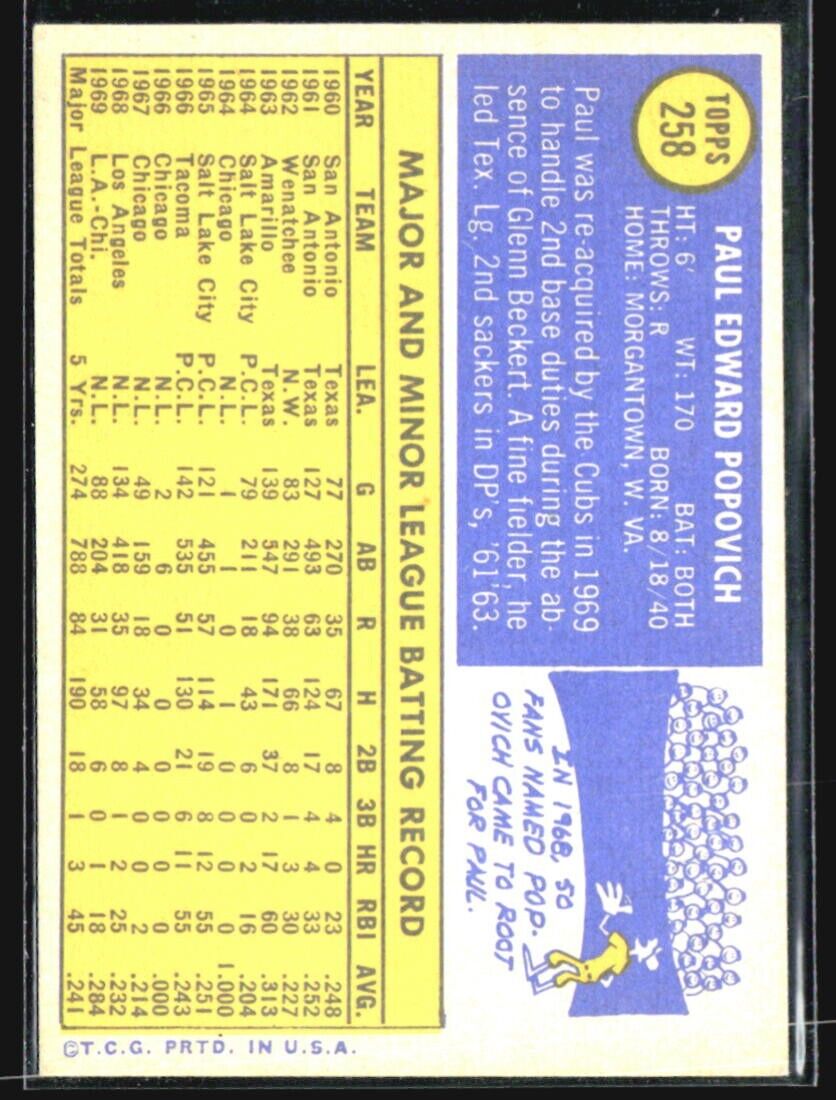 TOPPS
258
PAUL EDWARD POPOVICH
HT: 6' WT: 170 BAT: BOTH
THROWS: R BORN: 8/18/40
HOME: MORGANTOWN, W. VA.
Paul was re-acquired by the Cubs in 1969
to handle 2nd base duties during the ab-
sence of Glenn Beckert. A fine fielder, he
led Tex. Lg. 2nd sackers in DP's, '61'63.
IN 1968, 50
FANS NAMED POP-
OVICH CAME TO ROOT
FOR PAUL.
MAJOR AND MINOR LEAGUE BATTING RECORD
YEAR TEAM LEA. G AB R H 2B 3B HR RBI AVG.
1960 San Antonio Texas 77 270 35 67 8 4 0 23 .248
1961 San Antonio Texas 127 493 63 124 17 4 4 33 .252
1962 Wenatchee N.W. 83 291 38 66 8 1 3 30 .227
1963 Amarillo Texas 139 547 94 171 37 2 17 60 .313
1964 Salt Lake City P.C.L. 79 211 18 43 6 0 2 16 .204
1964 Chicago N.L. 1 1 0 1 0 0 0 0 1.000
1965 Salt Lake City P.C.L. 121 455 57 114 19 8 12 55 .251
1966 Tacoma P.C.L. 142 535 51 130 21 6 11 55 .243
1966 Chicago N.L. 2 6 0 0 0 0 0 0 .000
1967 Chicago N.L. 49 159 18 34 4 0 0 2 .214
1968 Los Angeles N.L. 134 418 35 97 8 1 2 25 .232
1969 L.A.-Chi. N.L. 88 204 31 58 6 0 1 18 .284
Major League Totals 5 Yrs. 274 788 84 190 18 1 3 45 .241
©T.C.G. PRTD. IN U.S.A.